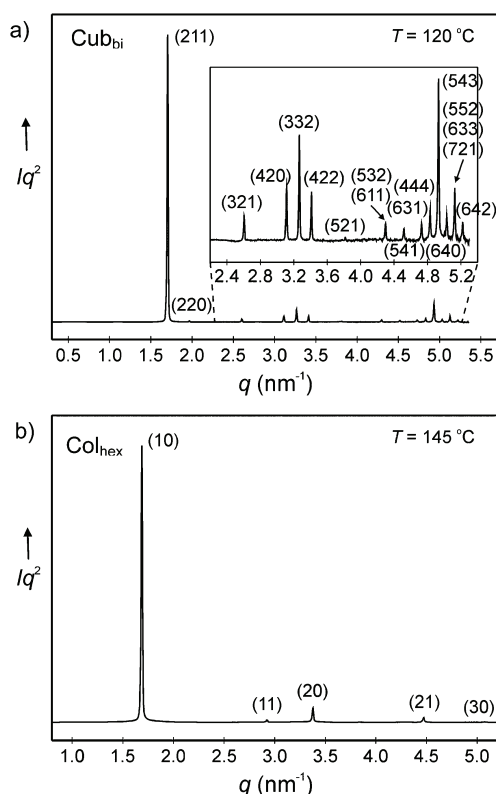 a)
Cub_bi
(211)
T = 120 °C
(543)
(332)
(552)
(633)
(721)
(420)
(422)
(532)
(611)
(444)
(631)
(642)
(321)
(521)
(541) (640)
2.4 2.8 3.2 3.6 4.0 4.4 4.8 5.2
Iq²
(220)
0.5 1.0 1.5 2.0 2.5 3.0 3.5 4.0 4.5 5.0 5.5
q (nm⁻¹)
b)
Col_hex
(10)
T = 145 °C
Iq²
(11)
(20)
(21)
(30)
1.0 1.5 2.0 2.5 3.0 3.5 4.0 4.5 5.0
q (nm⁻¹)